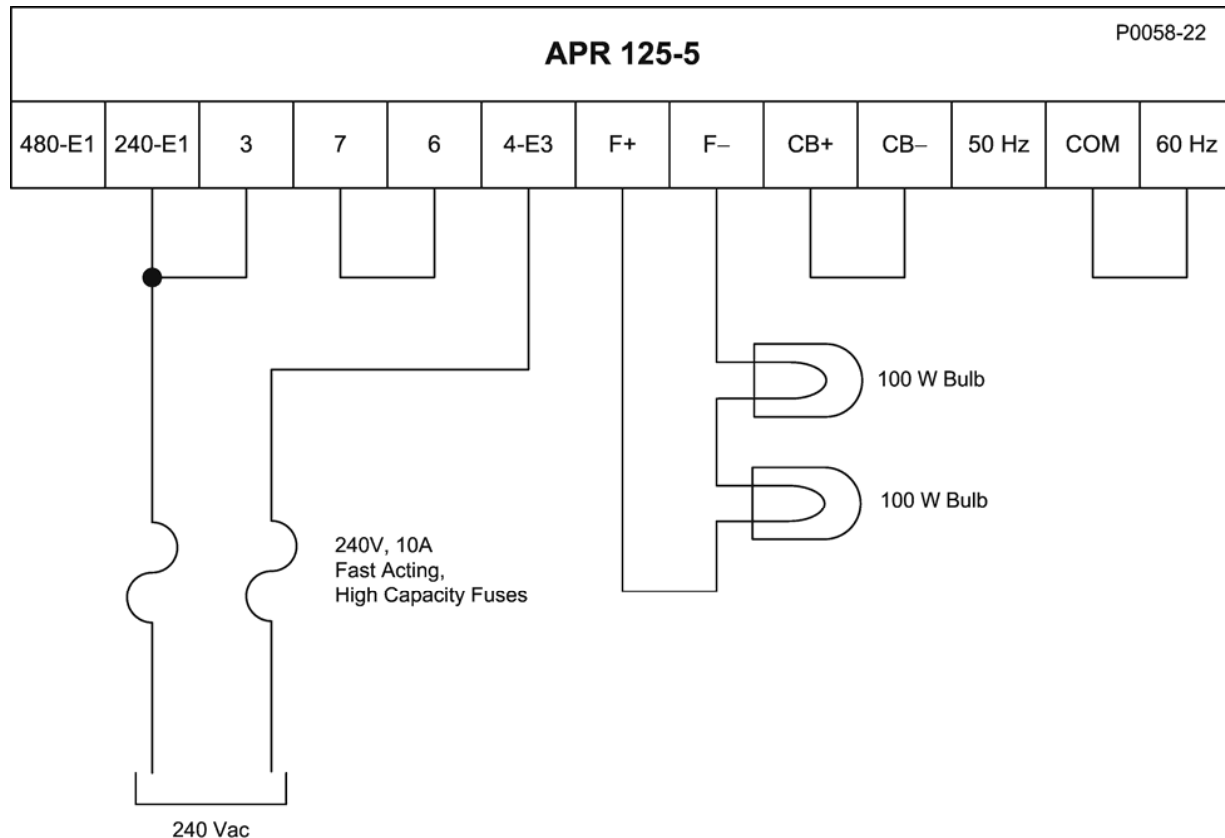 P0058-22
APR 125-5
480-E1 240-E1 3 7 6 4-E3 F+ F− CB+ CB− 50 Hz COM 60 Hz
100 W Bulb
100 W Bulb
240V, 10A
Fast Acting,
High Capacity Fuses
240 Vac